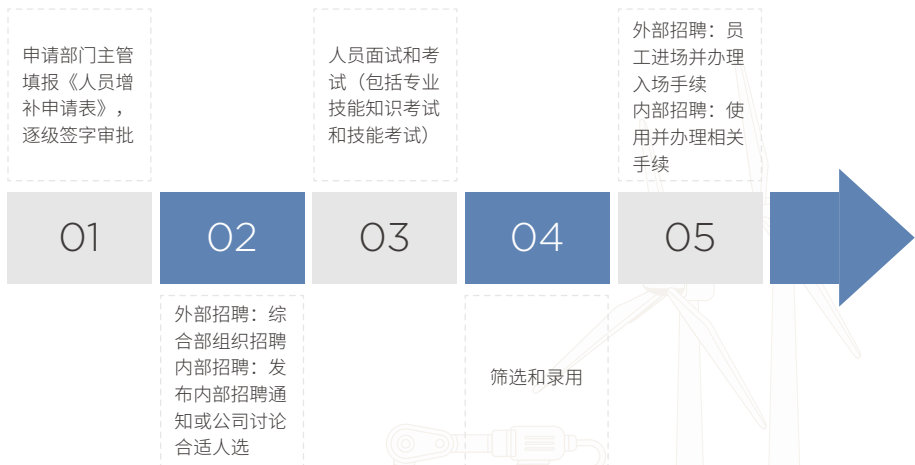 申请部门主管
填报《人员增
补申请表》，
逐级签字审批
人员面试和考
试（包括专业
技能知识考试
和技能考试）
外部招聘：员
工进场并办理
入场手续
内部招聘：使
用并办理相关
手续
01
02
03
04
05
外部招聘：综
合部组织招聘
内部招聘：发
布内部招聘通
知或公司讨论
合适人选
筛选和录用